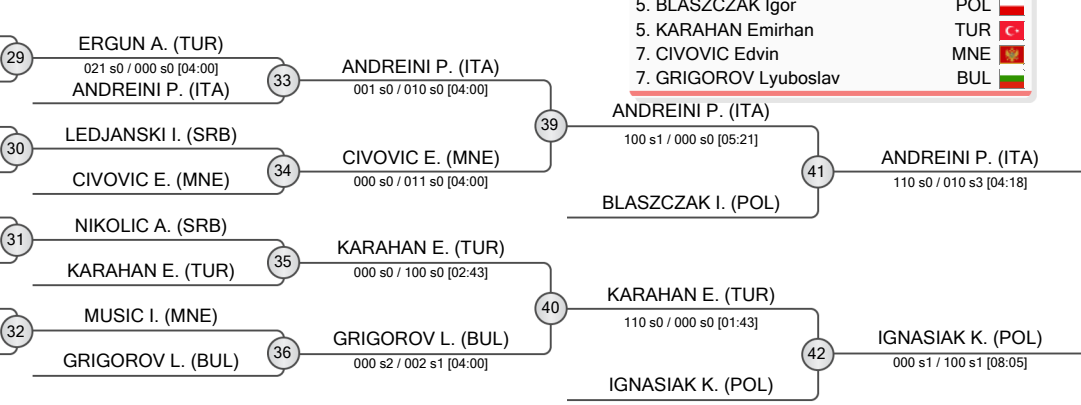 5. BLASZCZAK Igor POL
5. KARAHAN Emirhan TUR
7. CIVOVIC Edvin MNE
7. GRIGOROV Lyuboslav BUL
29
ERGUN A. (TUR)
021 s0 / 000 s0 [04:00]
ANDREINI P. (ITA)
33
ANDREINI P. (ITA)
001 s0 / 010 s0 [04:00]
30
LEDJANSKI I. (SRB)
CIVOVIC E. (MNE)
34
CIVOVIC E. (MNE)
000 s0 / 011 s0 [04:00]
39
ANDREINI P. (ITA)
100 s1 / 000 s0 [05:21]
BLASZCZAK I. (POL)
41
ANDREINI P. (ITA)
110 s0 / 010 s3 [04:18]
31
NIKOLIC A. (SRB)
KARAHAN E. (TUR)
35
KARAHAN E. (TUR)
000 s0 / 100 s0 [02:43]
32
MUSIC I. (MNE)
GRIGOROV L. (BUL)
36
GRIGOROV L. (BUL)
000 s2 / 002 s1 [04:00]
40
KARAHAN E. (TUR)
110 s0 / 000 s0 [01:43]
IGNASIAK K. (POL)
42
IGNASIAK K. (POL)
000 s1 / 100 s1 [08:05]